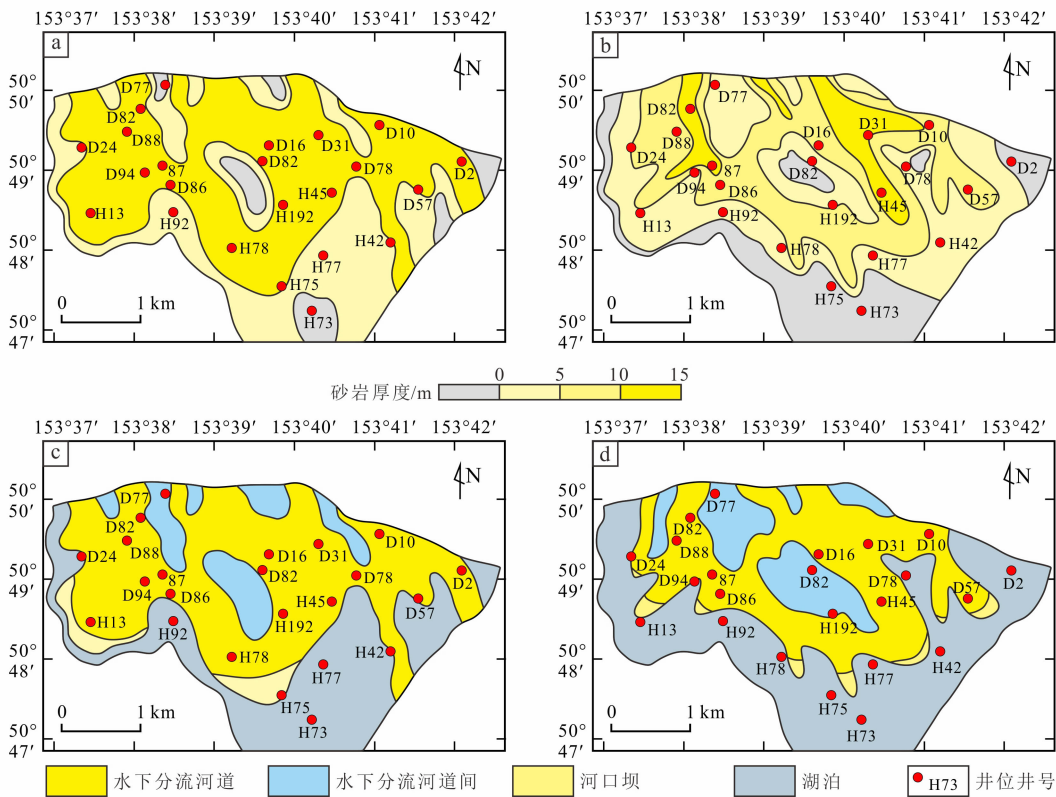 153°37′ 153°38′ 153°39′ 153°40′ 153°41′ 153°42′
a
N
50°
50′
50°
49′
50°
48′
50°
47′
D77
D82
D88
D24
D94
87
D86
H13
H92
D16
D82
D31
D10
D78
D2
H45
D57
H192
H78
H42
H77
H75
H73
0 1 km
153°37′ 153°38′ 153°39′ 153°40′ 153°41′ 153°42′
b
N
50°
50′
50°
49′
50°
48′
50°
47′
D77
D82
D88
D24
D94
87
D86
H13
H92
D16
D82
D31
D10
D78
D2
H45
D57
H192
H78
H42
H77
H75
H73
0 1 km
砂岩厚度/m
0 5 10 15
153°37′ 153°38′ 153°39′ 153°40′ 153°41′ 153°42′
c
N
50°
50′
50°
49′
50°
48′
50°
47′
D77
D82
D88
D24
D94
87
D86
H13
H92
D16
D82
D31
D10
D78
D2
H45
D57
H192
H78
H42
H77
H75
H73
0 1 km
153°37′ 153°38′ 153°39′ 153°40′ 153°41′ 153°42′
d
N
50°
50′
50°
49′
50°
48′
50°
47′
D77
D82
D88
D24
D94
87
D86
H13
H92
D16
D82
D31
D10
D78
D2
H45
D57
H192
H78
H42
H77
H75
H73
0 1 km
水下分流河道 水下分流河道间 河口坝 湖泊 H73 井位井号